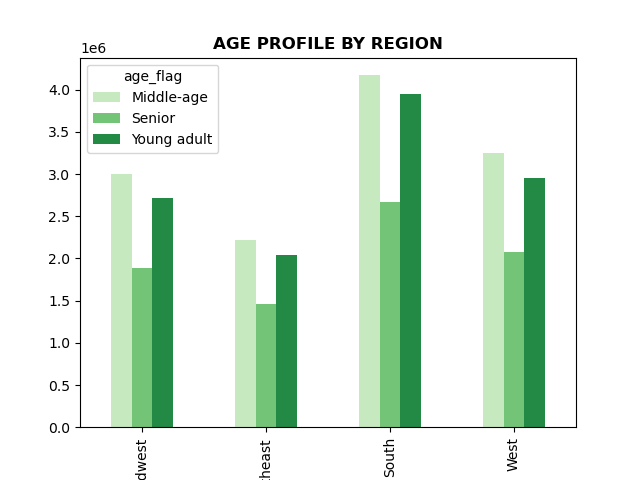 AGE PROFILE BY REGION
1e6
age_flag
Middle-age
Senior
Young adult
4.0
3.5
3.0
2.5
2.0
1.5
1.0
0.5
0.0
dwest
heast
South
West